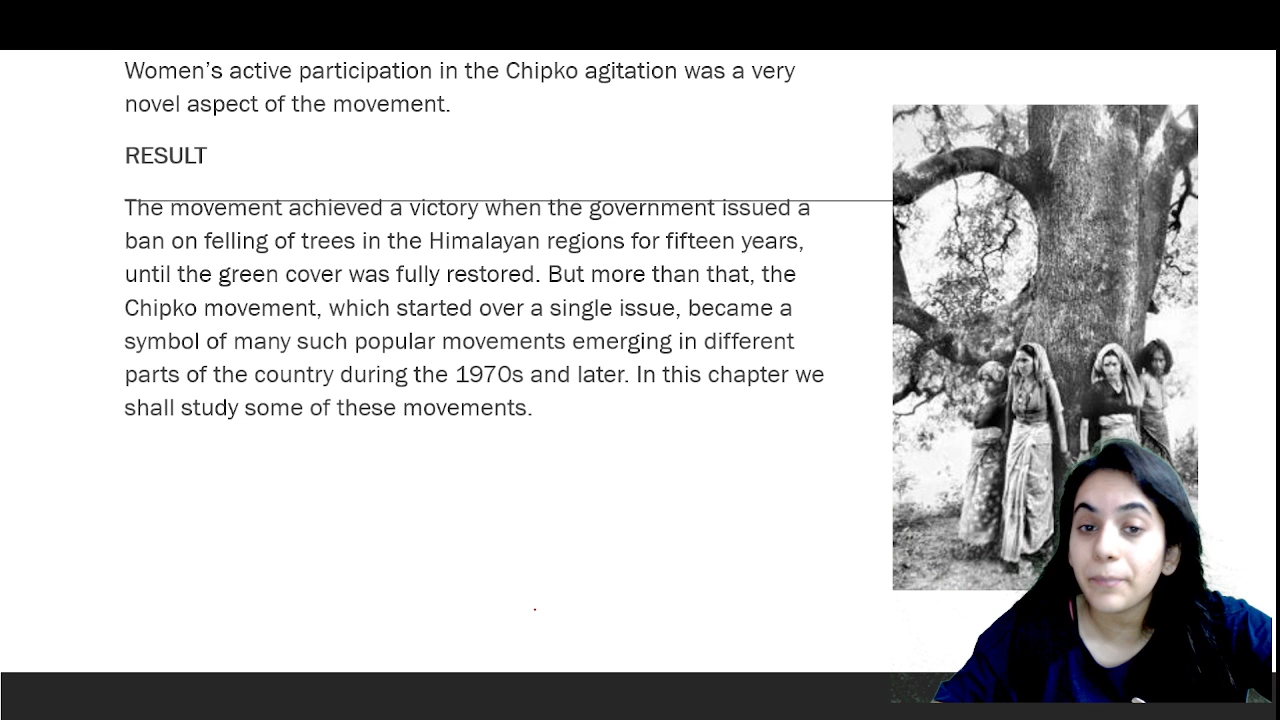 Women’s active participation in the Chipko agitation was a very
novel aspect of the movement.
RESULT
The movement achieved a victory when the government issued a
ban on felling of trees in the Himalayan regions for fifteen years,
until the green cover was fully restored. But more than that, the
Chipko movement, which started over a single issue, became a
symbol of many such popular movements emerging in different
parts of the country during the 1970s and later. In this chapter we
shall study some of these movements.